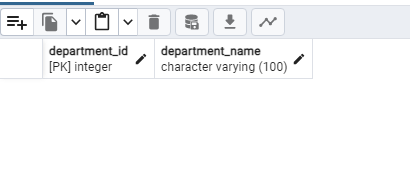 department_id
[PK] integer
department_name
character varying (100)